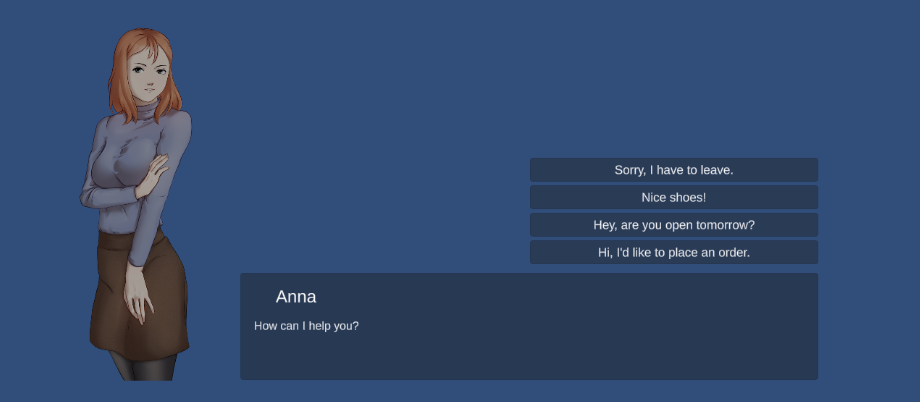 Sorry, I have to leave.
Nice shoes!
Hey, are you open tomorrow?
Hi, I'd like to place an order.
Anna
How can I help you?